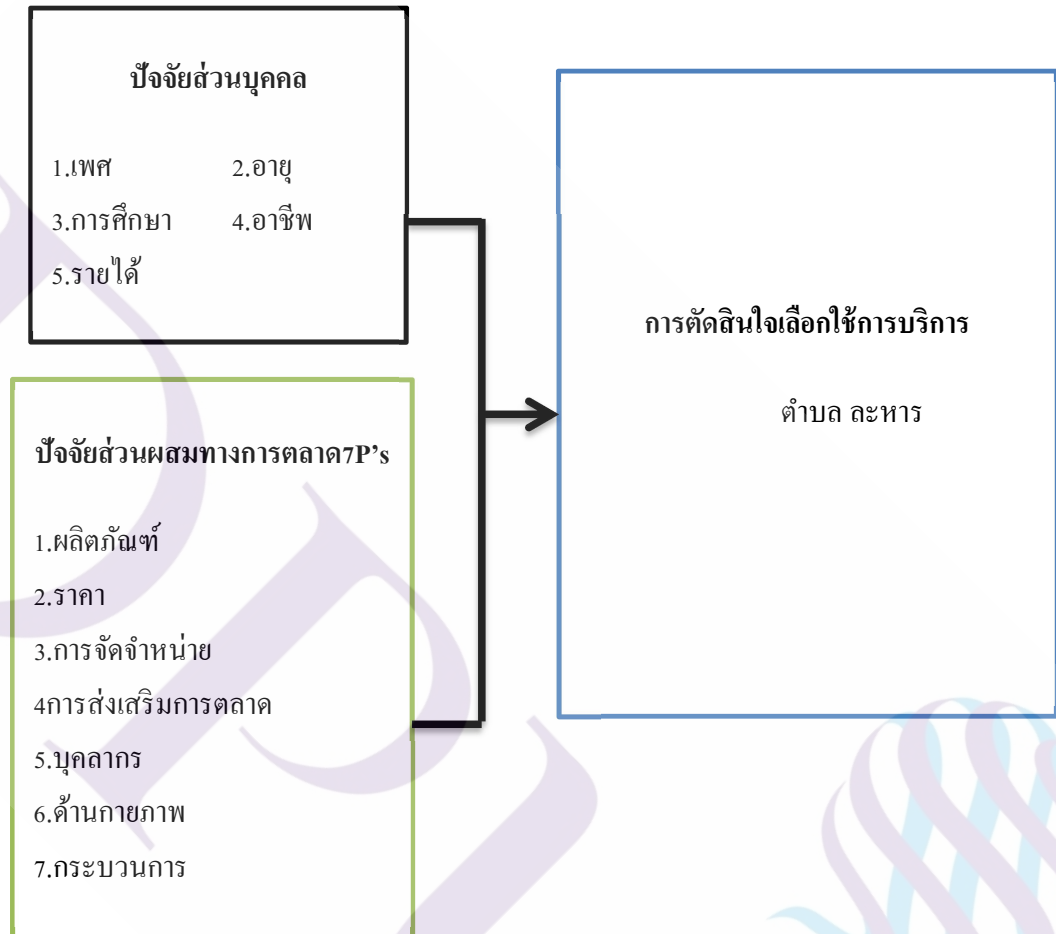 ปัจจัยส่วนบุคคล
1.เพศ 2.อายุ
3.การศึกษา 4.อาชีพ
5.รายได้
ปัจจัยส่วนผสมทางการตลาด7P’s
1.ผลิตภัณฑ์
2.ราคา
3.การจัดจำหน่าย
4การส่งเสริมการตลาด
5.บุคลากร
6.ด้านกายภาพ
7.กระบวนการ
การตัดสินใจเลือกใช้การบริการ
ตำบล ละหาร